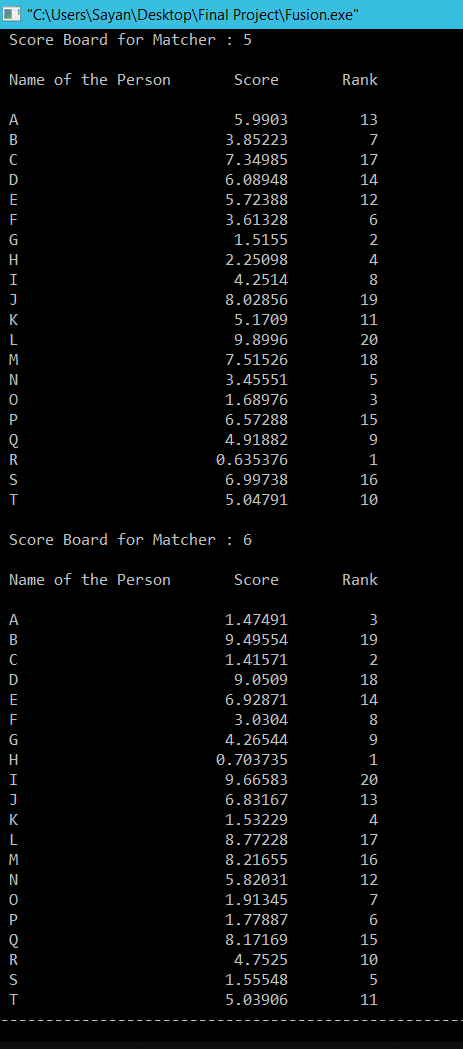 "C:\Users\Sayan\Desktop\Final Project\Fusion.exe"
Score Board for Matcher : 5
Name of the Person Score Rank
A 5.9903 13
B 3.85223 7
C 7.34985 17
D 6.08948 14
E 5.72388 12
F 3.61328 6
G 1.5155 2
H 2.25098 4
I 4.2514 8
J 8.02856 19
K 5.1709 11
L 9.8996 20
M 7.51526 18
N 3.45551 5
O 1.68976 3
P 6.57288 15
Q 4.91882 9
R 0.635376 1
S 6.99738 16
T 5.04791 10
Score Board for Matcher : 6
Name of the Person Score Rank
A 1.47491 3
B 9.49554 19
C 1.41571 2
D 9.0509 18
E 6.92871 14
F 3.0304 8
G 4.26544 9
H 0.703735 1
I 9.66583 20
J 6.83167 13
K 1.53229 4
L 8.77228 17
M 8.21655 16
N 5.82031 12
O 1.91345 7
P 1.77887 6
Q 8.17169 15
R 4.7525 10
S 1.55548 5
T 5.03906 11
----------------------------------------------------